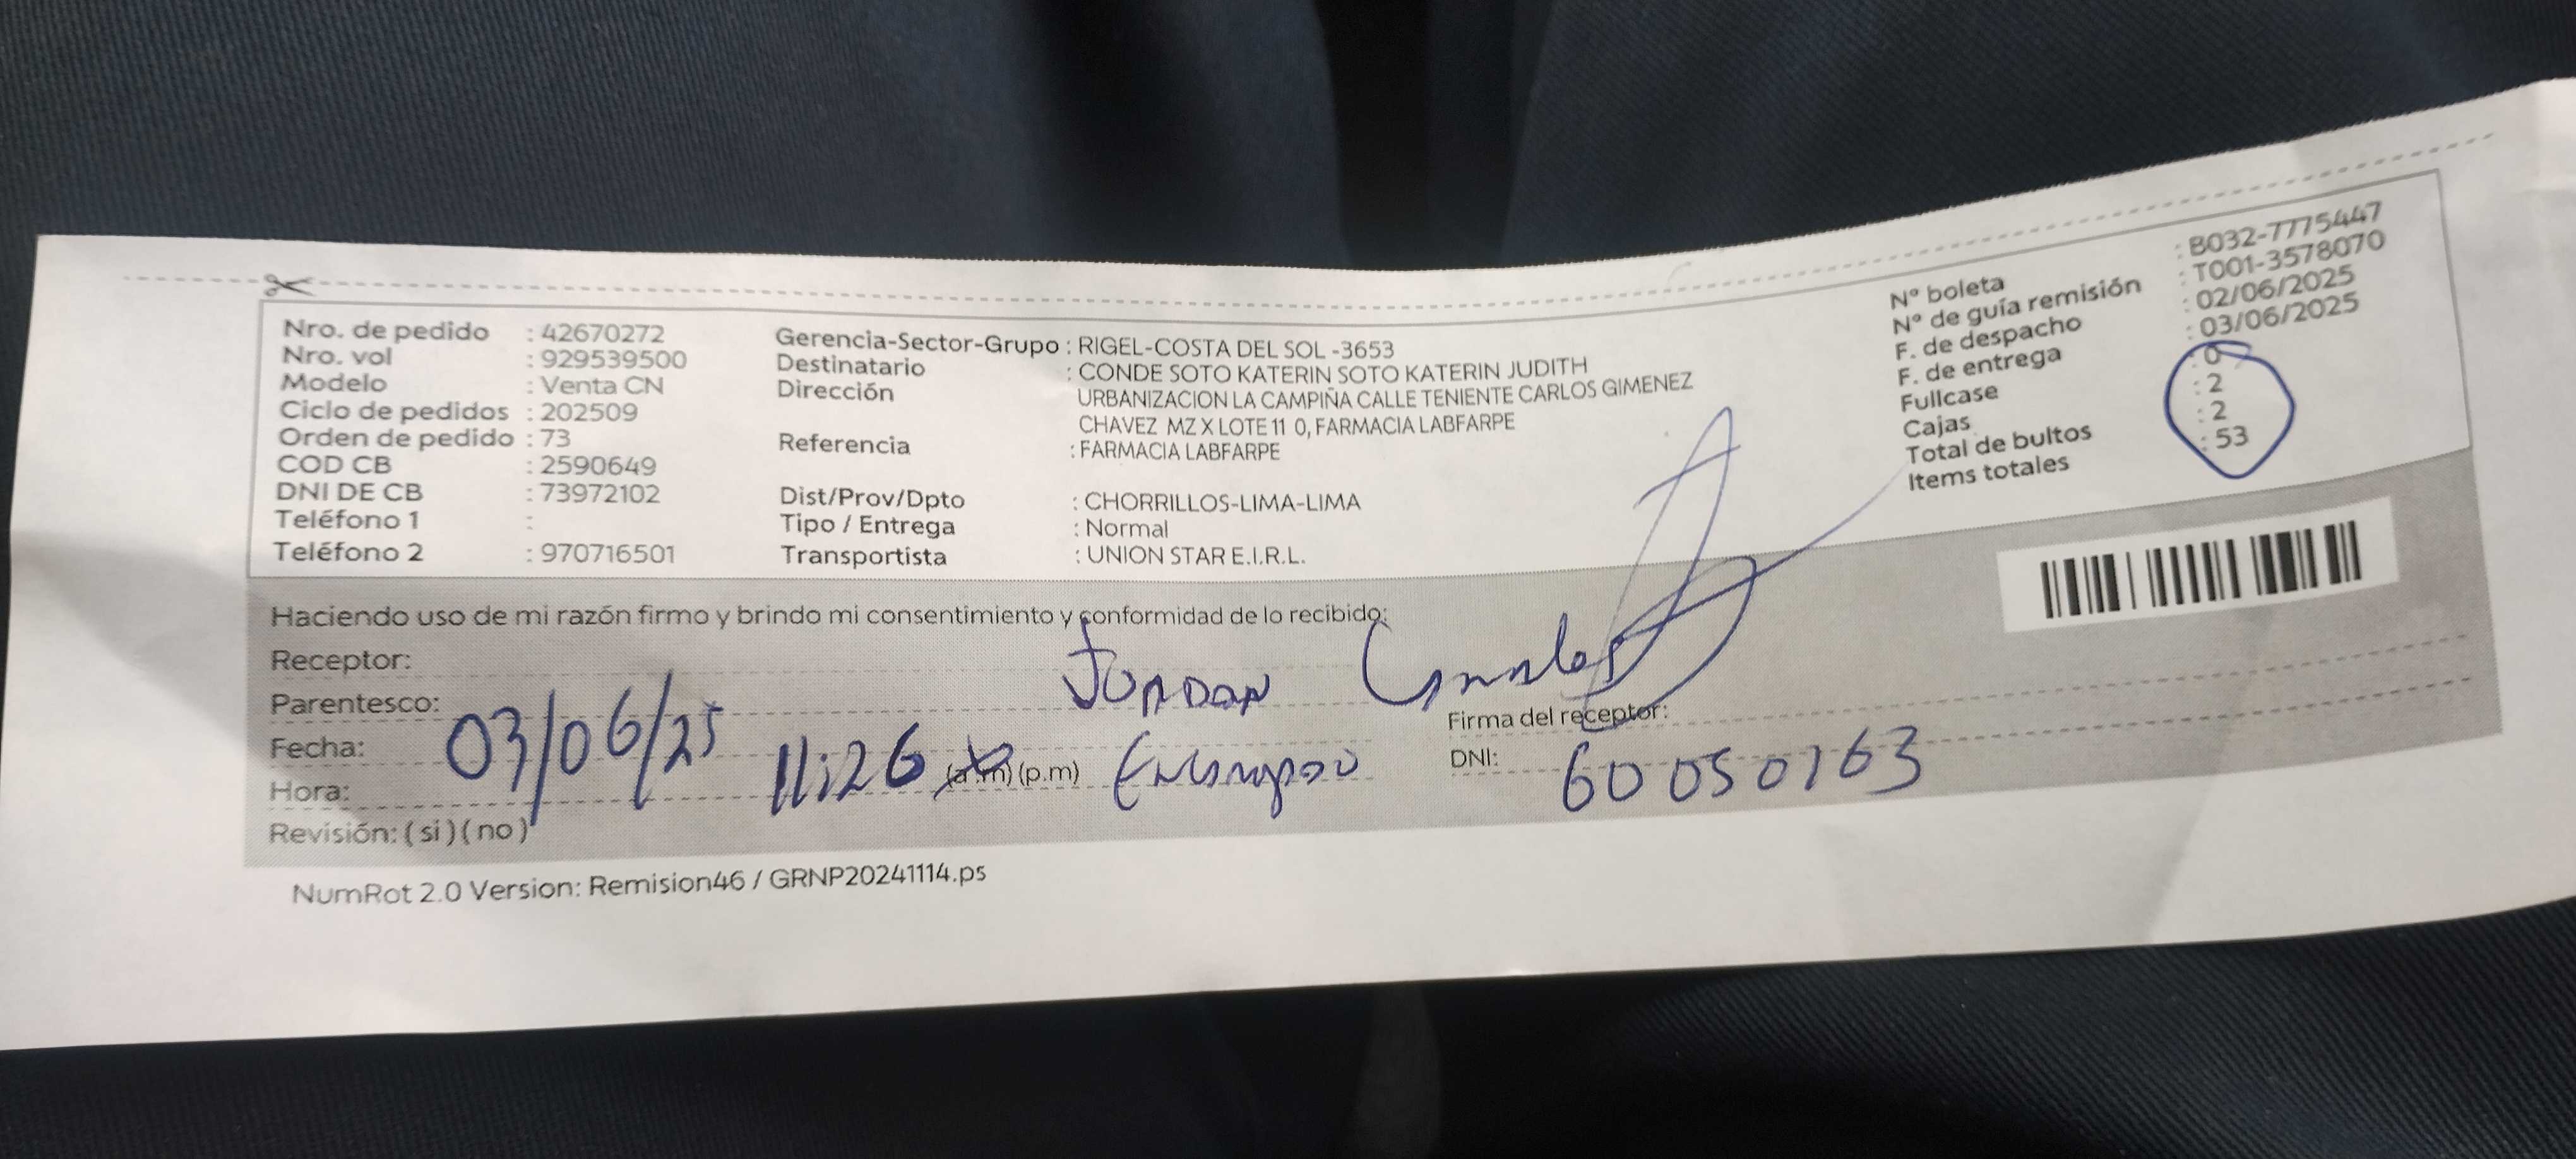 Nro. de pedido : 42670272
Nro. vol : 929539500
Modelo : Venta CN
Ciclo de pedidos : 202509
Orden de pedido : 73
COD CB : 2590649
DNI DE CB : 73972102
Teléfono 1 :
Teléfono 2 : 970716501
Gerencia-Sector-Grupo : RIGEL-COSTA DEL SOL -3653
Destinatario : CONDE SOTO KATERIN SOTO KATERIN JUDITH
Dirección URBANIZACION LA CAMPIÑA CALLE TENIENTE CARLOS GIMENEZ
CHAVEZ MZ X LOTE 11 0, FARMACIA LABFARPE
Referencia : FARMACIA LABFARPE
Dist/Prov/Dpto : CHORRILLOS-LIMA-LIMA
Tipo / Entrega : Normal
Transportista : UNION STAR E.I.R.L.
N° boleta : B032-7775447
N° de guía remisión : T001-3578070
F. de despacho : 02/06/2025
F. de entrega : 03/06/2025
Fullcase : 0
Cajas : 2
Total de bultos : 2
Items totales : 53
Haciendo uso de mi razón firmo y brindo mi consentimiento y conformidad de lo recibido:
Receptor: Jordan
Parentesco:
Fecha: 03/06/25
Hora: 11:26 (a.m) (p.m)
Revisión: ( si ) ( no )
Firma del receptor:
DNI: 60050163
NumRot 2.0 Version: Remision46 / GRNP20241114.ps